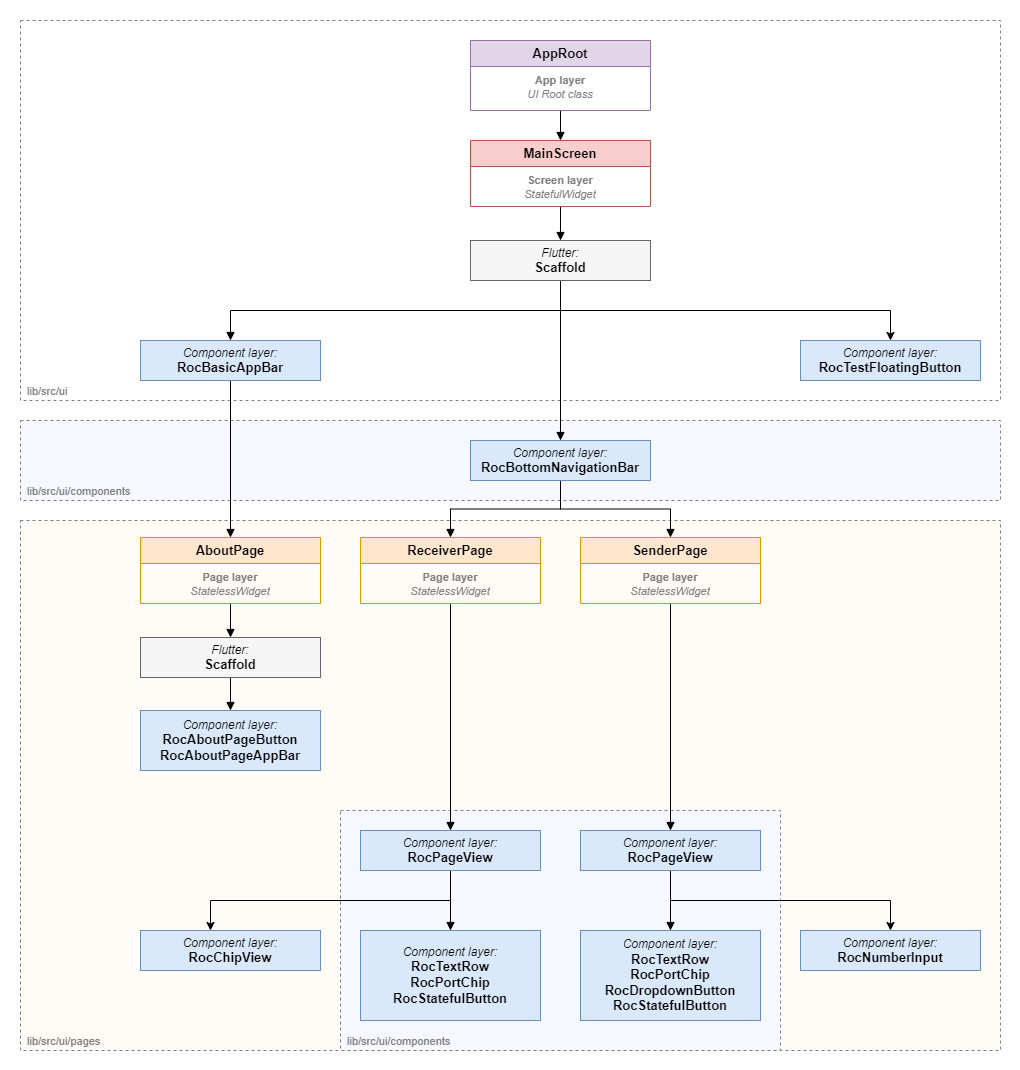 AppRoot
App layer
UI Root class
MainScreen
Screen layer
StatefulWidget
Flutter:
Scaffold
Component layer:
RocBasicAppBar
Component layer:
RocTestFloatingButton
lib/src/ui
Component layer:
RocBottomNavigationBar
lib/src/ui/components
AboutPage
Page layer
StatelessWidget
ReceiverPage
Page layer
StatelessWidget
SenderPage
Page layer
StatelessWidget
Flutter:
Scaffold
Component layer:
RocAboutPageButton
RocAboutPageAppBar
Component layer:
RocPageView
Component layer:
RocPageView
Component layer:
RocChipView
Component layer:
RocTextRow
RocPortChip
RocStatefulButton
Component layer:
RocTextRow
RocPortChip
RocDropdownButton
RocStatefulButton
Component layer:
RocNumberInput
lib/src/ui/pages
lib/src/ui/components